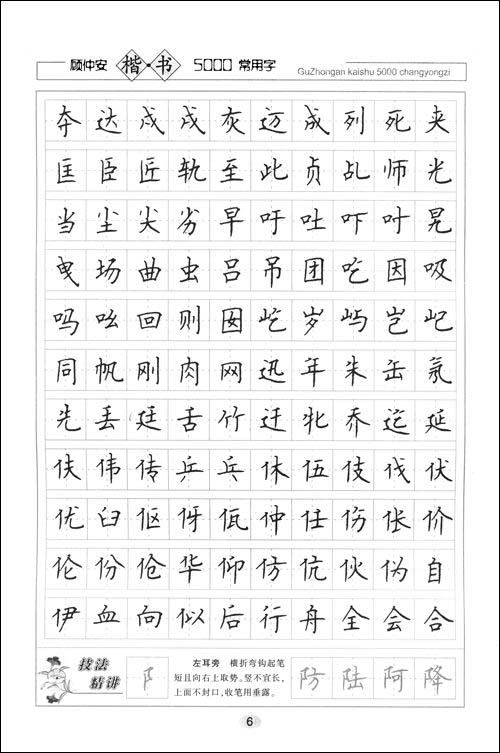 顾仲安 楷·书 5000 常用字
GuZhongan kaishu 5000 changyongzi
夺 达 戍 戌 灰 迈 成 列 死 夹
匡 臣 匠 轨 至 此 贞 乩 师 光
当 尘 尖 劣 早 吁 吐 吓 叶 旯
曳 场 曲 虫 吕 吊 团 吃 因 吸
吗 吆 回 则 囡 屹 岁 屿 岂 屺
同 帆 刚 肉 网 迅 年 朱 缶 氖
先 丢 廷 舌 竹 迁 牝 乔 迄 延
伕 伟 传 乒 乓 休 伍 伎 伐 伏
优 臼 伛 伢 佤 仲 任 伤 伥 价
伦 份 伧 华 仰 仿 伉 伙 伪 自
伊 血 向 似 后 行 舟 全 会 合
技法
精讲
阝
左耳旁 横折弯钩起笔
短且向右上取势。竖不宜长，
上面不封口，收笔用垂露。
防 陆 阿 降
6